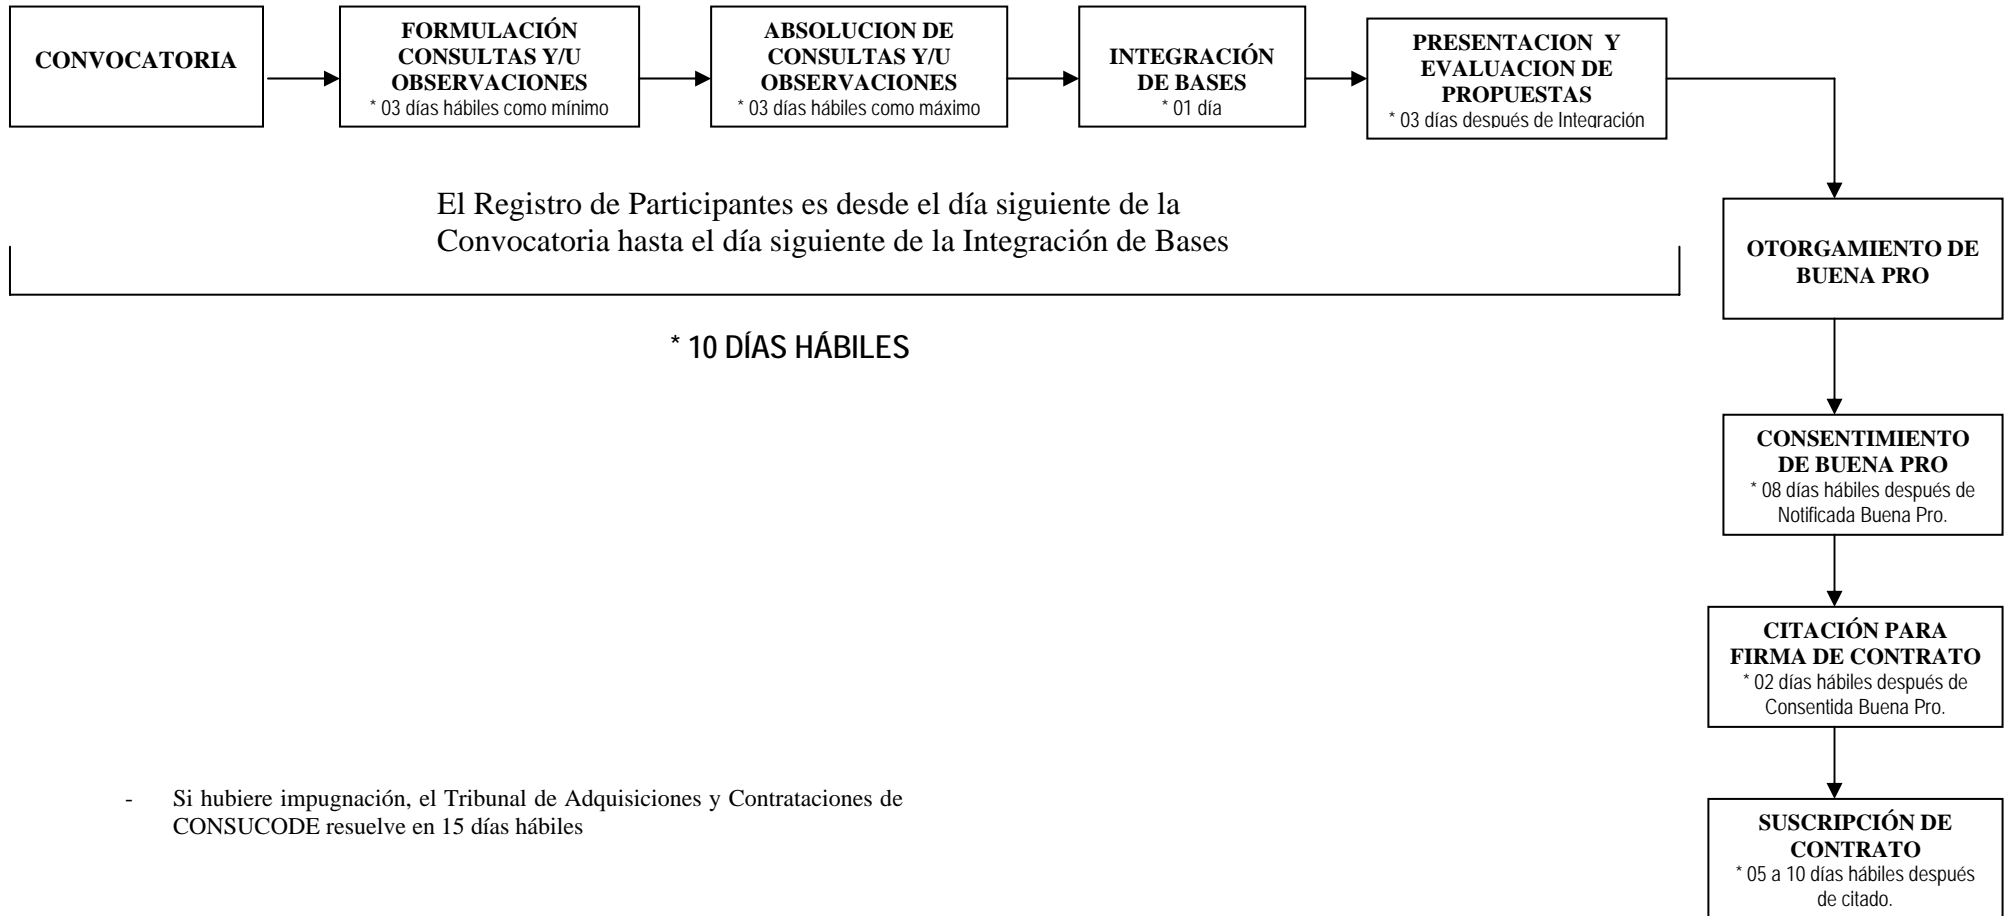 CONVOCATORIA
FORMULACIÓN
CONSULTAS Y/U
OBSERVACIONES
* 03 días hábiles como mínimo
ABSOLUCION DE
CONSULTAS Y/U
OBSERVACIONES
* 03 días hábiles como máximo
INTEGRACIÓN
DE BASES
* 01 día
PRESENTACION Y
EVALUACION DE
PROPUESTAS
* 03 días después de Integración
El Registro de Participantes es desde el día siguiente de la
Convocatoria hasta el día siguiente de la Integración de Bases
* 10 DÍAS HÁBILES
OTORGAMIENTO DE
BUENA PRO
CONSENTIMIENTO
DE BUENA PRO
* 08 días hábiles después de
Notificada Buena Pro.
CITACIÓN PARA
FIRMA DE CONTRATO
* 02 días hábiles después de
Consentida Buena Pro.
SUSCRIPCIÓN DE
CONTRATO
* 05 a 10 días hábiles después
de citado.
- Si hubiere impugnación, el Tribunal de Adquisiciones y Contrataciones de
CONSUCODE resuelve en 15 días hábiles